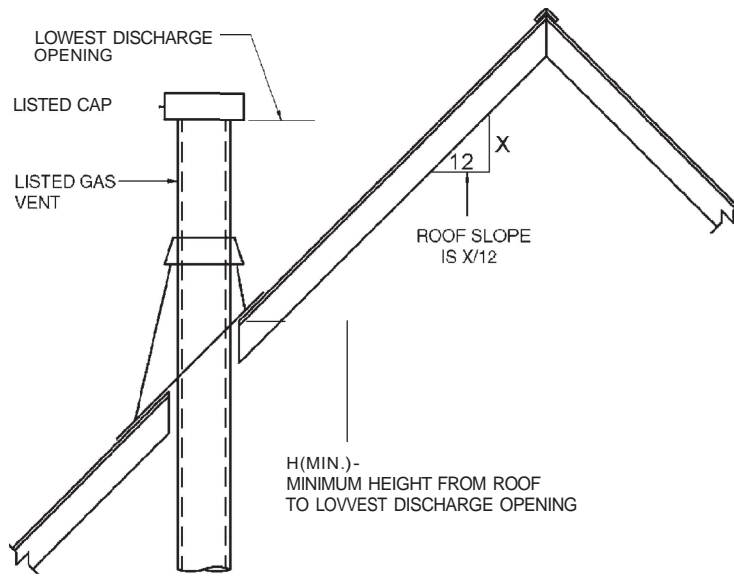 LOWEST DISCHARGE
OPENING
LISTED CAP
LISTED GAS
VENT
X
12
ROOF SLOPE
IS X/12
H(MIN.)-
MINIMUM HEIGHT FROM ROOF
TO LOWEST DISCHARGE OPENING